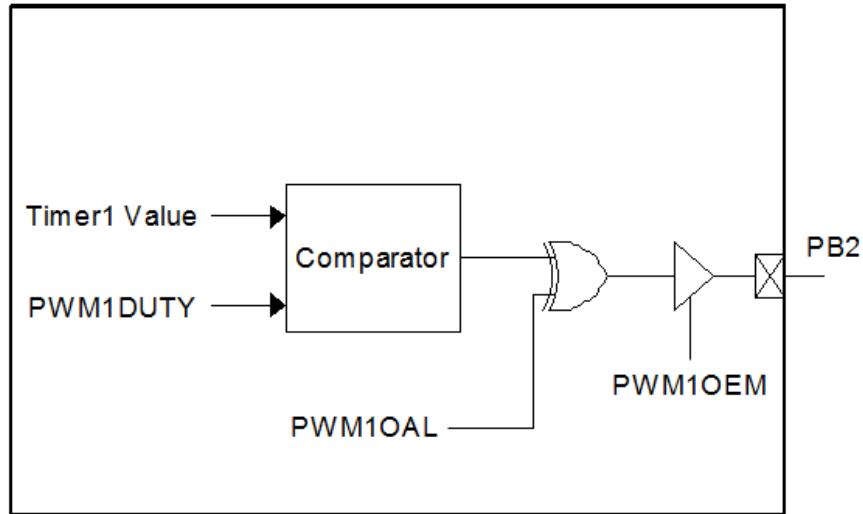 Timer1 Value
PWM1DUTY
Comparator
PWM1OAL
PWM1OEM
PB2